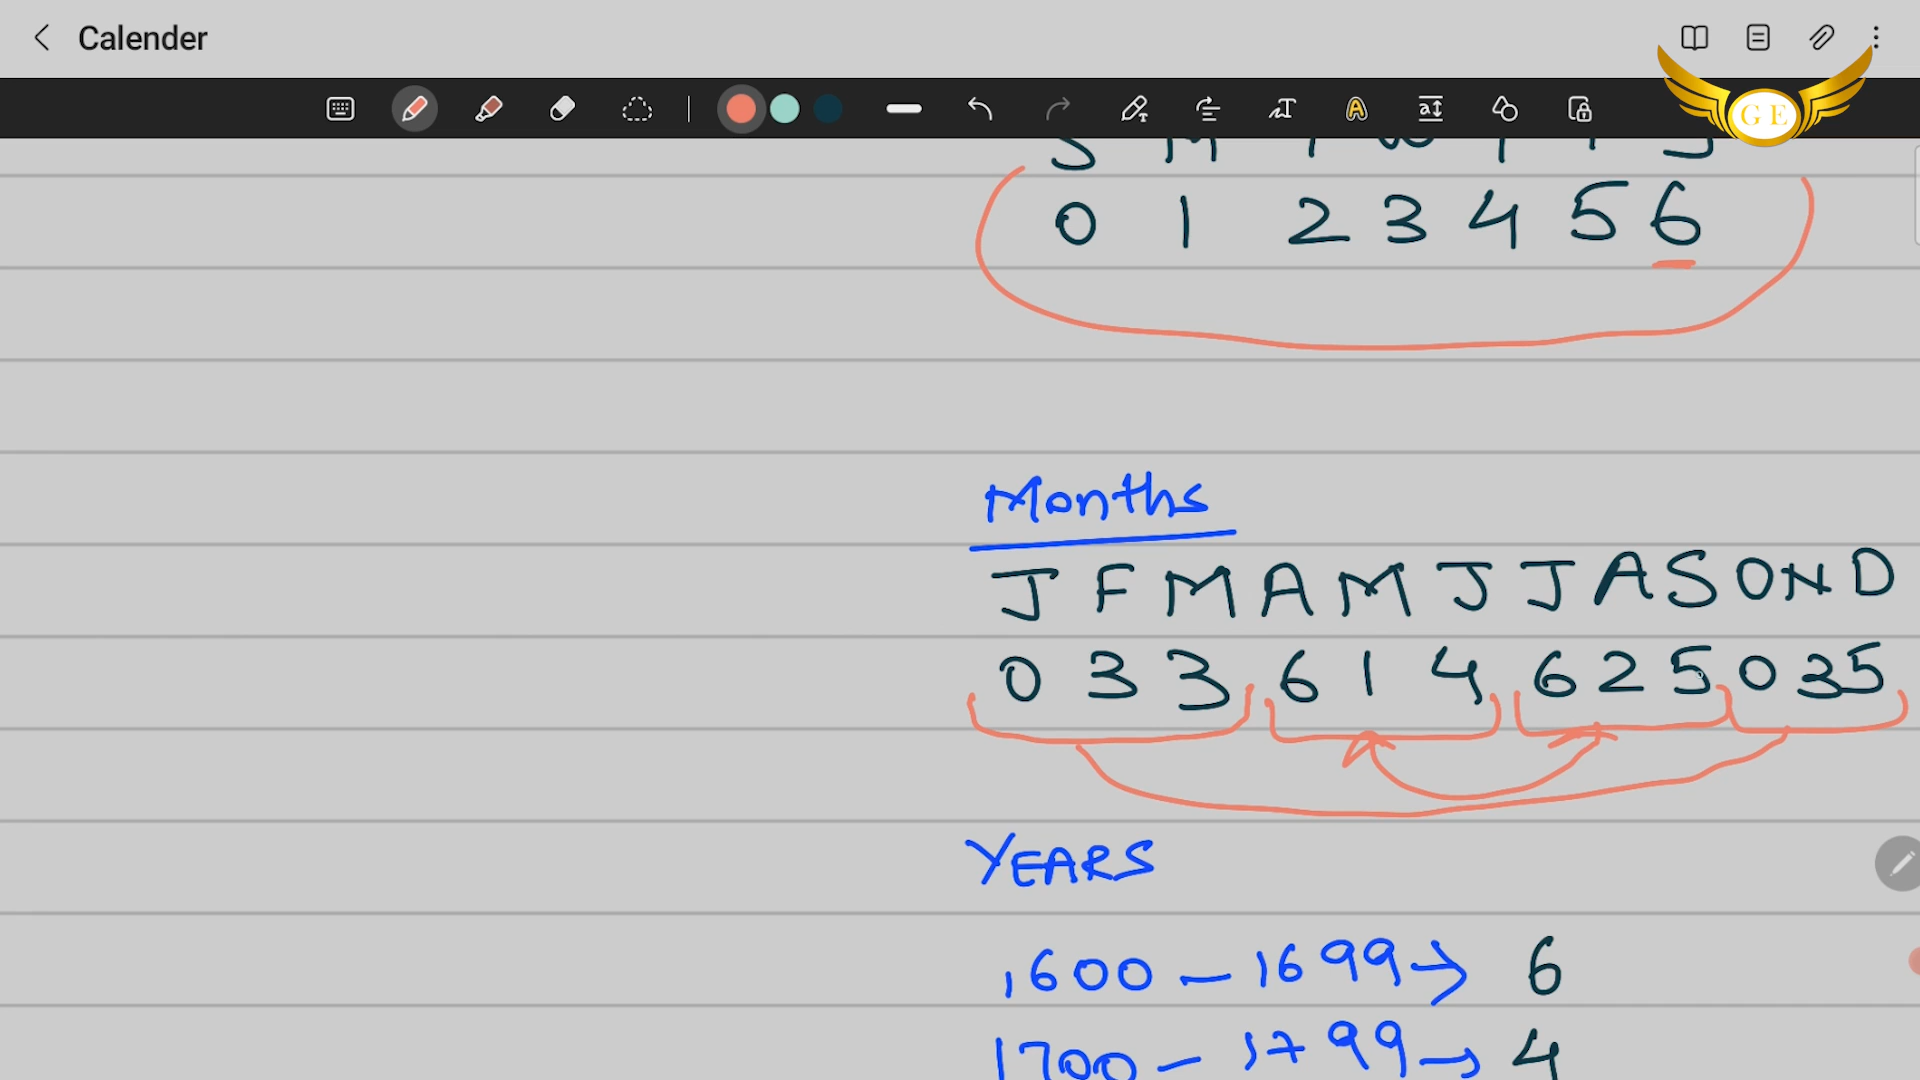 Calender
G E
S M T W T F S
0 1 2 3 4 5 6
Months
J F M A M J J A S O N D
0 3 3 6 1 4 6 2 5 0 3 5
YEARS
1600 - 1699 → 6
1700 - 1799 → 4